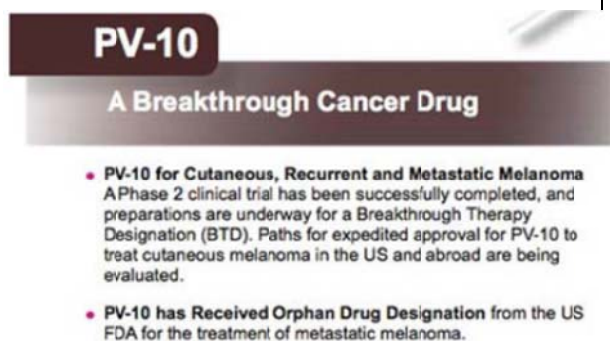 PV-10
A Breakthrough Cancer Drug
• PV-10 for Cutaneous, Recurrent and Metastatic Melanoma
A Phase 2 clinical trial has been successfully completed, and
preparations are underway for a Breakthrough Therapy
Designation (BTD). Paths for expedited approval for PV-10 to
treat cutaneous melanoma in the US and abroad are being
evaluated.
• PV-10 has Received Orphan Drug Designation from the US
FDA for the treatment of metastatic melanoma.